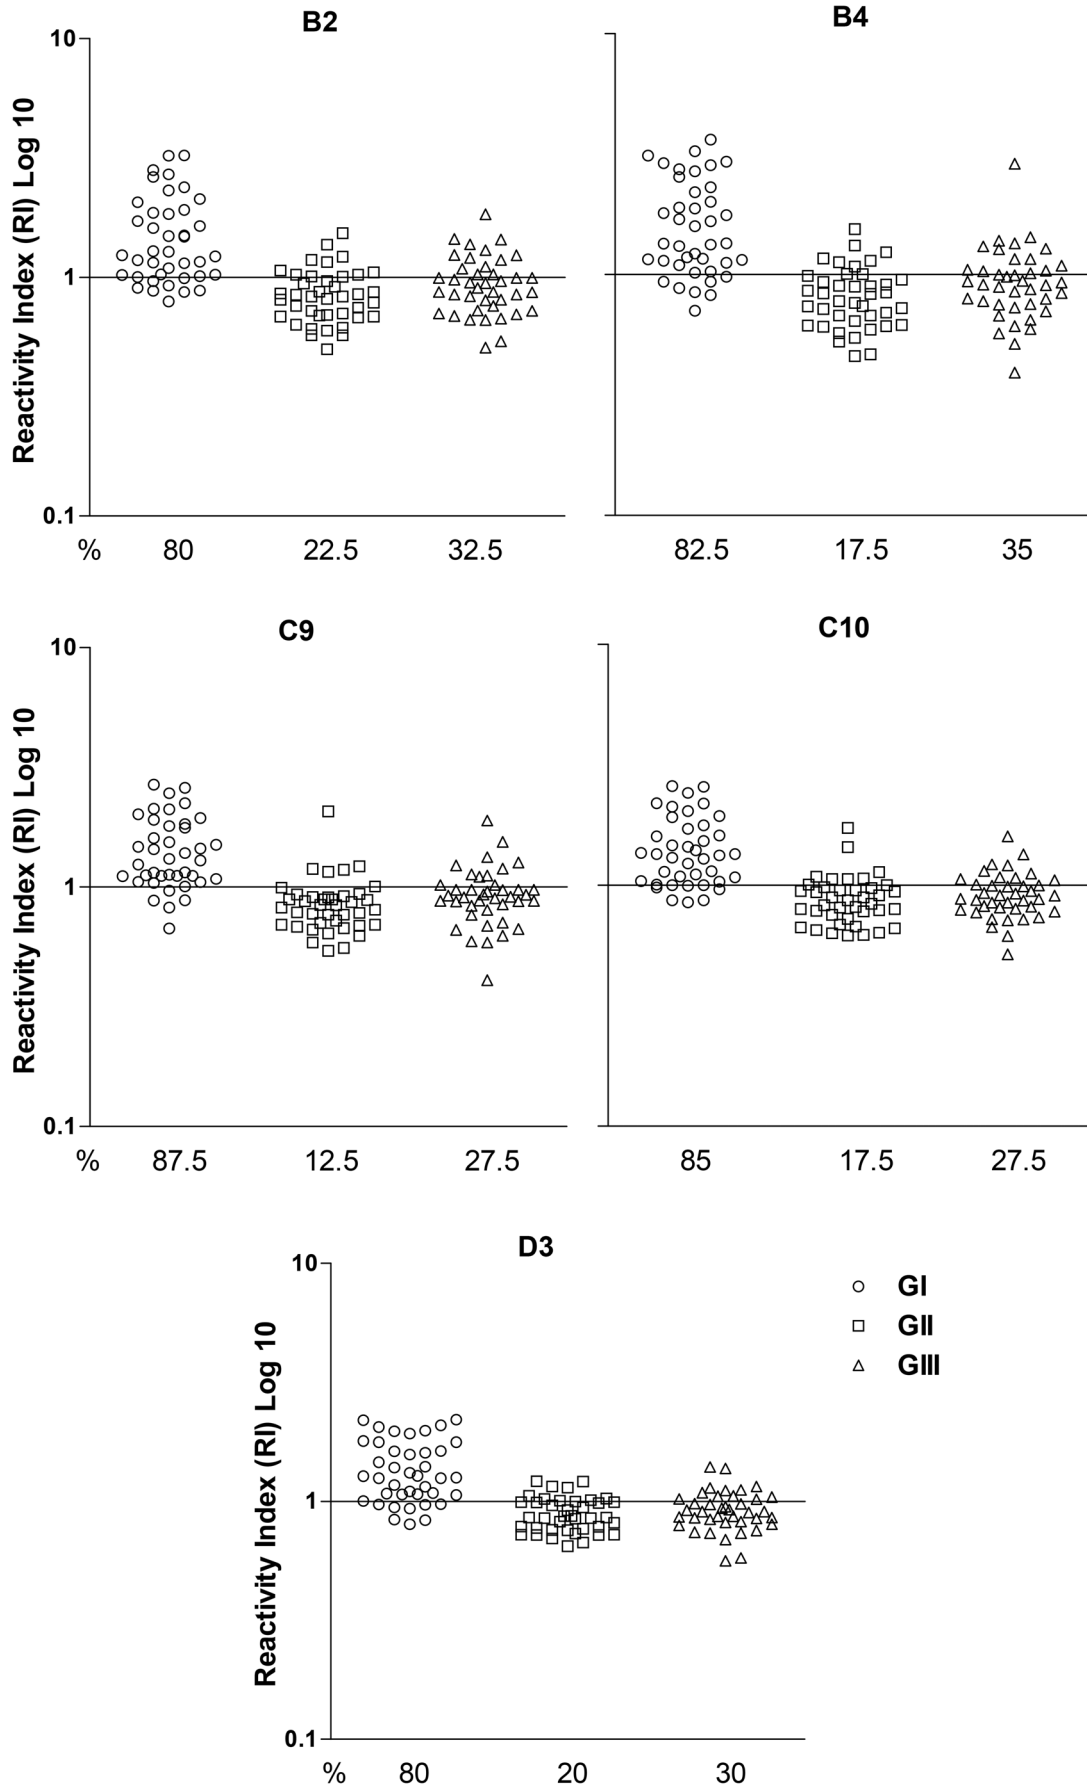 B2
B4
Reactivity Index (RI) Log 10
10
1
0.1
% 80 22.5 32.5
82.5 17.5 35
C9
C10
Reactivity Index (RI) Log 10
10
1
0.1
% 87.5 12.5 27.5
85 17.5 27.5
D3
Reactivity Index (RI) Log 10
10
1
0.1
% 80 20 30
GI
GII
GIII